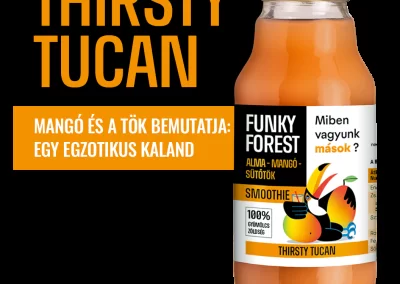 THIRSTY
TUCAN
MANGÓ ÉS A TÖK BEMUTATJA:
EGY EGZOTIKUS KALAND
FUNKY
FOREST
ALMA - MANGÓ -
SÜTŐTÖK
SMOOTHIE
100%
GYÜMÖLCS
ZÖLDSÉG
THIRSTY TUCAN
Miben
vagyunk
mások ?